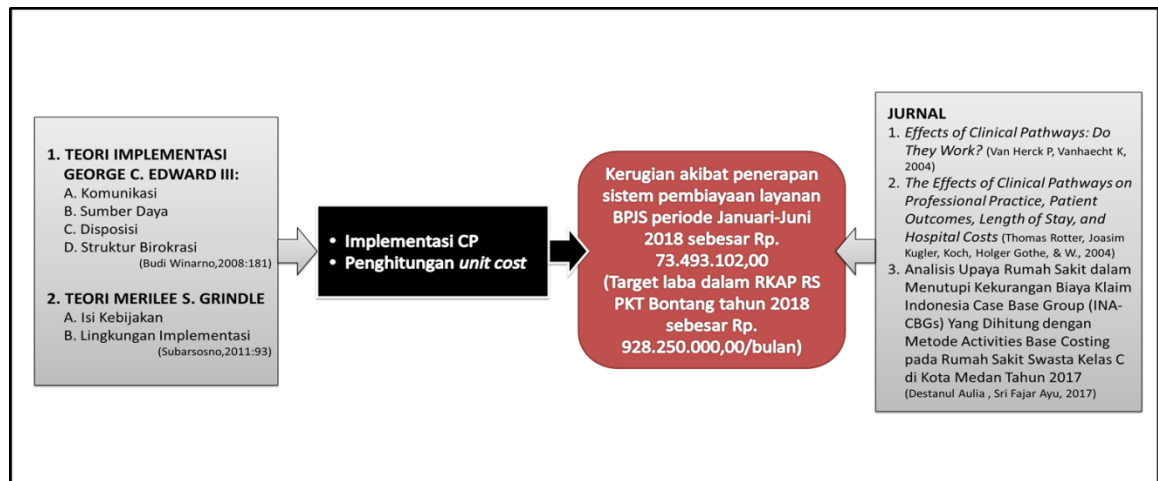 1. TEORI IMPLEMENTASI
GEORGE C. EDWARD III:
A. Komunikasi
B. Sumber Daya
C. Disposisi
D. Struktur Birokrasi
(Budi Winarno,2008:181)
2. TEORI MERILEE S. GRINDLE
A. Isi Kebijakan
B. Lingkungan Implementasi
(Subarsosno,2011:93)
• Implementasi CP
• Penghitungan unit cost
Kerugian akibat penerapan
sistem pembiayaan layanan
BPJS periode Januari-Juni
2018 sebesar Rp.
73.493.102,00
(Target laba dalam RKAP RS
PKT Bontang tahun 2018
sebesar Rp.
928.250.000,00/bulan)
JURNAL
1. Effects of Clinical Pathways: Do
They Work? (Van Herck P, Vanhaecht K,
2004)
2. The Effects of Clinical Pathways on
Professional Practice, Patient
Outcomes, Length of Stay, and
Hospital Costs (Thomas Rotter, Joasim
Kugler, Koch, Holger Gothe, & W., 2004)
3. Analisis Upaya Rumah Sakit dalam
Menutupi Kekurangan Biaya Klaim
Indonesia Case Base Group (INA-
CBGs) Yang Dihitung dengan
Metode Activities Base Costing
pada Rumah Sakit Swasta Kelas C
di Kota Medan Tahun 2017
(Destanul Aulia , Sri Fajar Ayu, 2017)